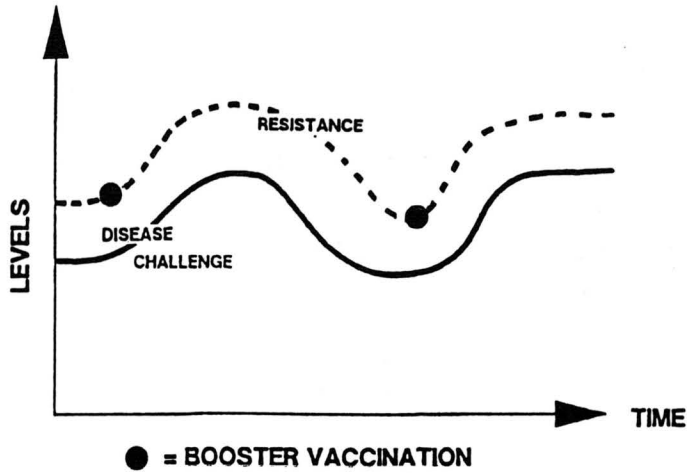 RESISTANCE
DISEASE
CHALLENGE
LEVELS
TIME
● = BOOSTER VACCINATION